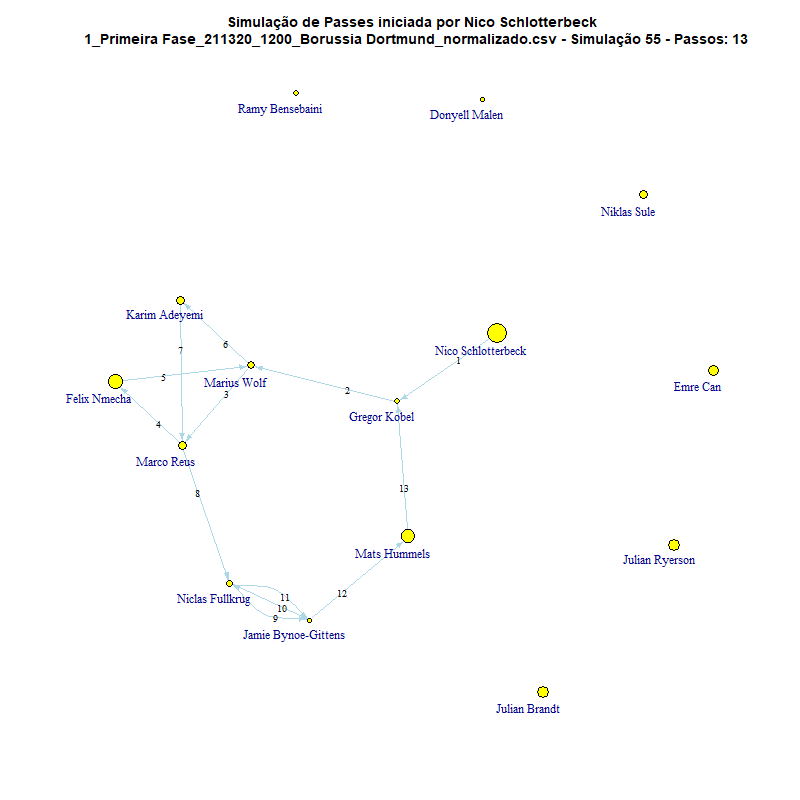 Simulação de Passes iniciada por Nico Schlotterbeck
1_Primeira Fase_211320_1200_Borussia Dortmund_normalizado.csv - Simulação 55 - Passos: 13
Ramy Bensebaini
Donyell Malen
Niklas Sule
Karim Adeyemi
6
7
Nico Schlotterbeck
1
5
Marius Wolf
Emre Can
3
2
Felix Nmecha
Gregor Kobel
4
Marco Reus
13
8
Mats Hummels
Julian Ryerson
12
Niclas Fullkrug
11
10
9
Jamie Bynoe-Gittens
Julian Brandt